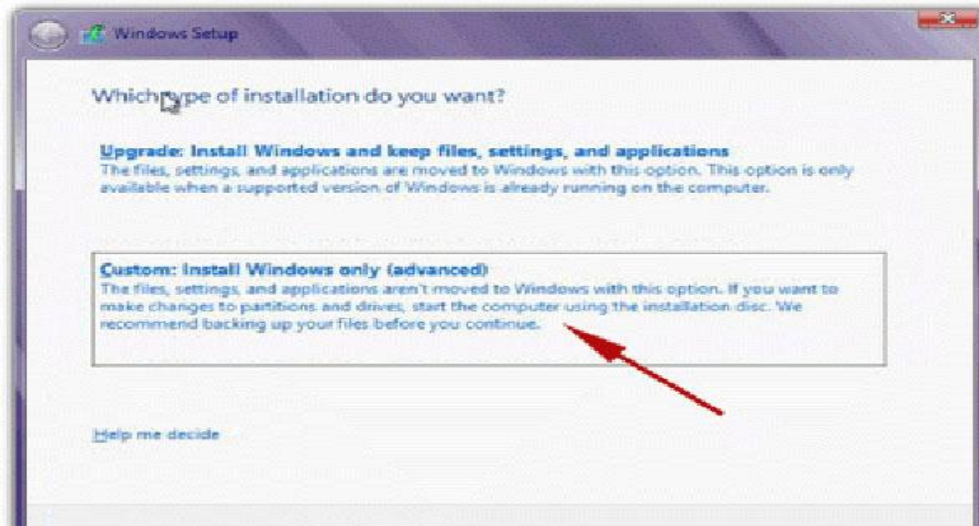 Windows Setup
Which type of installation do you want?
Upgrade: Install Windows and keep files, settings, and applications
The files, settings, and applications are moved to Windows with this option. This option is only
available when a supported version of Windows is already running on the computer.
Custom: Install Windows only (advanced)
The files, settings, and applications aren't moved to Windows with this option. If you want to
make changes to partitions and drives, start the computer using the installation disc. We
recommend backing up your files before you continue.
Help me decide